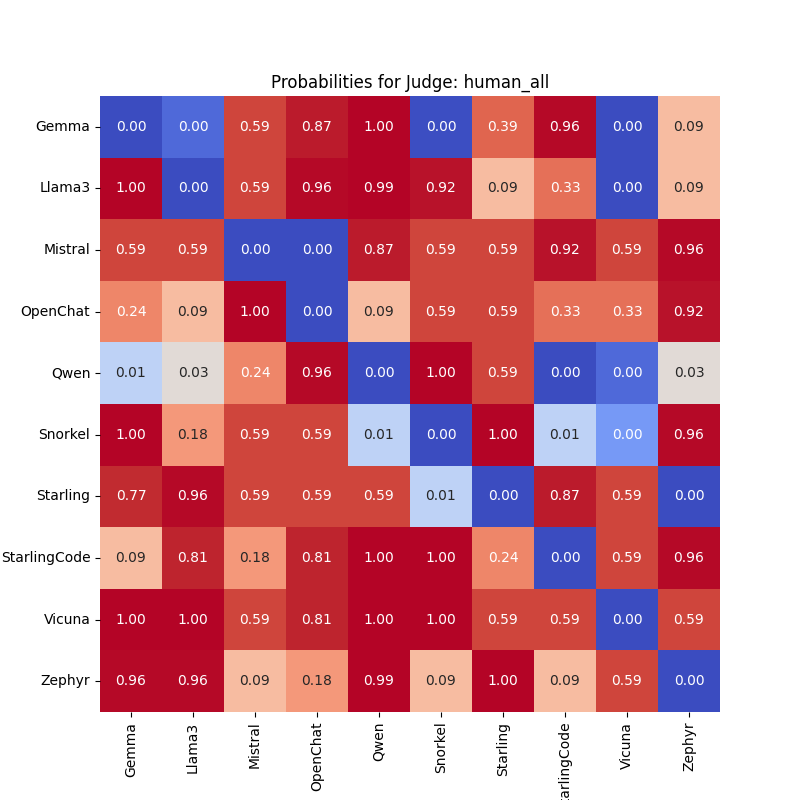 Probabilities for Judge: human_all
Gemma 0.00 0.00 0.59 0.87 1.00 0.00 0.39 0.96 0.00 0.09
Llama3 1.00 0.00 0.59 0.96 0.99 0.92 0.09 0.33 0.00 0.09
Mistral 0.59 0.59 0.00 0.00 0.87 0.59 0.59 0.92 0.59 0.96
OpenChat 0.24 0.09 1.00 0.00 0.09 0.59 0.59 0.33 0.33 0.92
Qwen 0.01 0.03 0.24 0.96 0.00 1.00 0.59 0.00 0.00 0.03
Snorkel 1.00 0.18 0.59 0.59 0.01 0.00 1.00 0.01 0.00 0.96
Starling 0.77 0.96 0.59 0.59 0.59 0.01 0.00 0.87 0.59 0.00
StarlingCode 0.09 0.81 0.18 0.81 1.00 1.00 0.24 0.00 0.59 0.96
Vicuna 1.00 1.00 0.59 0.81 1.00 1.00 0.59 0.59 0.00 0.59
Zephyr 0.96 0.96 0.09 0.18 0.99 0.09 1.00 0.09 0.59 0.00
Gemma Llama3 Mistral OpenChat Qwen Snorkel Starling arlingCode Vicuna Zephyr